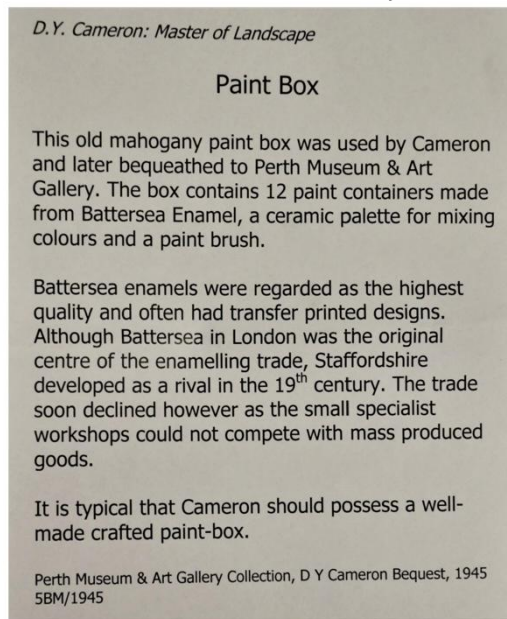 D.Y. Cameron: Master of Landscape
Paint Box
This old mahogany paint box was used by Cameron
and later bequeathed to Perth Museum & Art
Gallery. The box contains 12 paint containers made
from Battersea Enamel, a ceramic palette for mixing
colours and a paint brush.
Battersea enamels were regarded as the highest
quality and often had transfer printed designs.
Although Battersea in London was the original
centre of the enamelling trade, Staffordshire
developed as a rival in the 19th century. The trade
soon declined however as the small specialist
workshops could not compete with mass produced
goods.
It is typical that Cameron should possess a well-
made crafted paint-box.
Perth Museum & Art Gallery Collection, D Y Cameron Bequest, 1945
5BM/1945